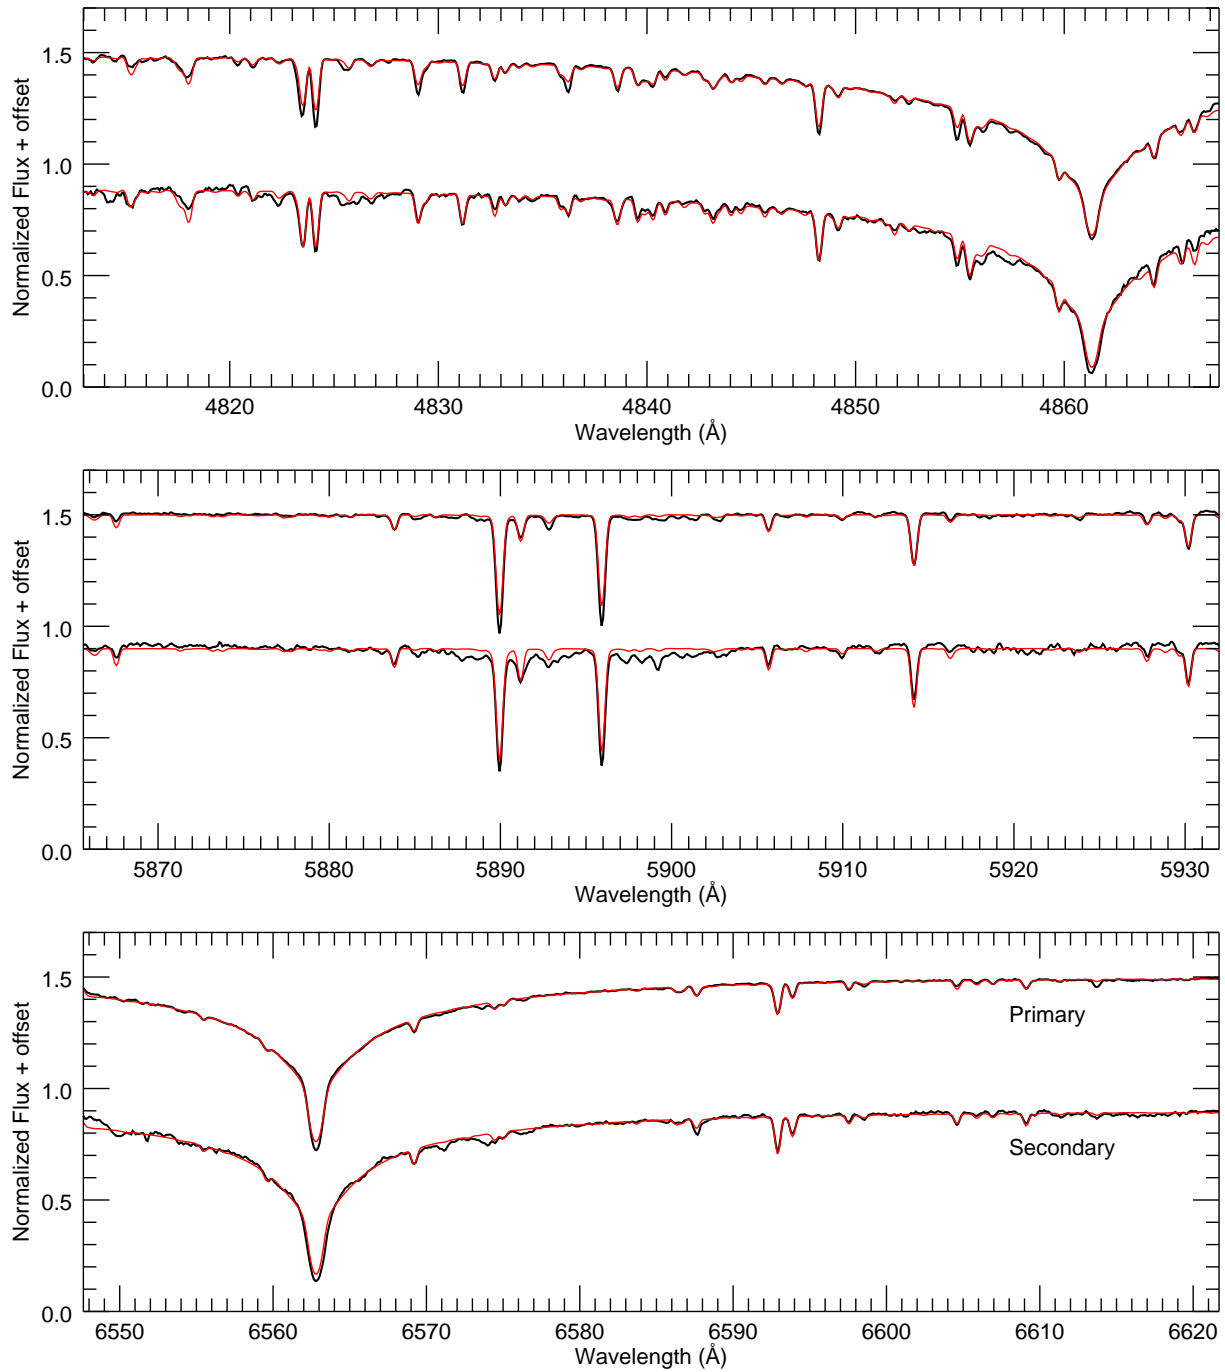 1.5
1.0
0.5
0.0
Normalized Flux + offset
4820 4830 4840 4850 4860
Wavelength (Å)
1.5
1.0
0.5
0.0
Normalized Flux + offset
5870 5880 5890 5900 5910 5920 5930
Wavelength (Å)
1.5
1.0
0.5
0.0
Normalized Flux + offset
Primary
Secondary
6550 6560 6570 6580 6590 6600 6610 6620
Wavelength (Å)